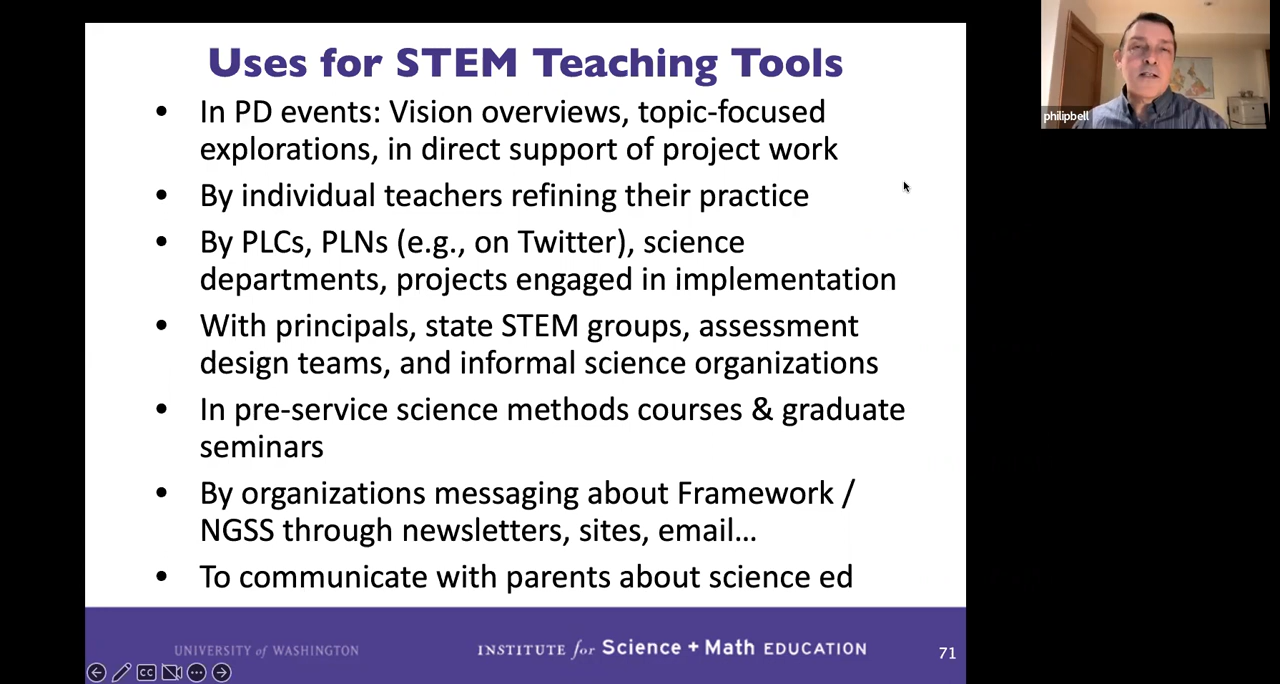 Uses for STEM Teaching Tools
• In PD events: Vision overviews, topic-focused
explorations, in direct support of project work
• By individual teachers refining their practice
• By PLCs, PLNs (e.g., on Twitter), science
departments, projects engaged in implementation
• With principals, state STEM groups, assessment
design teams, and informal science organizations
• In pre-service science methods courses & graduate
seminars
• By organizations messaging about Framework /
NGSS through newsletters, sites, email…
• To communicate with parents about science ed
UNIVERSITY of WASHINGTON
INSTITUTE for Science + Math EDUCATION
71
CC
philipbell